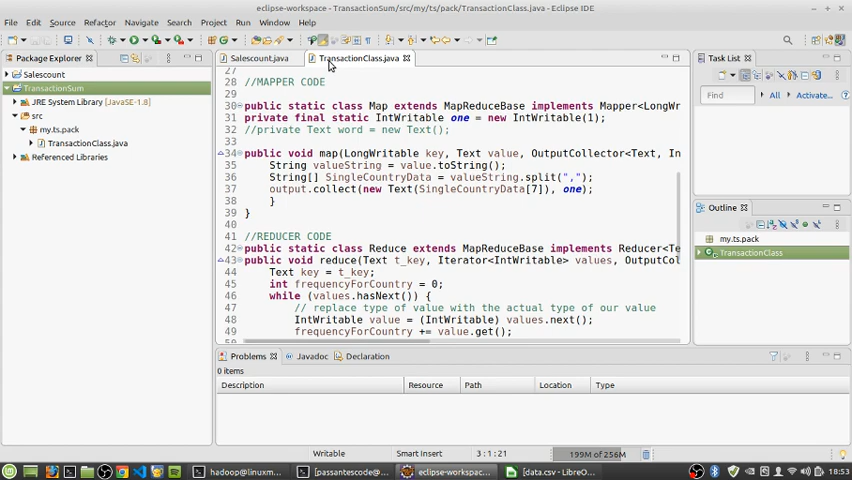 eclipse-workspace - TransactionSum/src/my/ts/pack/TransactionClass.java - Eclipse IDE
File Edit Source Refactor Navigate Search Project Run Window Help
Package Explorer
Salescount
TransactionSum
JRE System Library [JavaSE-1.8]
src
my.ts.pack
TransactionClass.java
Referenced Libraries
Salescount.java TransactionClass.java
27
28 //MAPPER CODE
29
30 public static class Map extends MapReduceBase implements Mapper<LongWr
31 private final static IntWritable one = new IntWritable(1);
32 //private Text word = new Text();
33
34 public void map(LongWritable key, Text value, OutputCollector<Text, In
35 String valueString = value.toString();
36 String[] SingleCountryData = valueString.split(",");
37 output.collect(new Text(SingleCountryData[7]), one);
38 }
39 }
40
41 //REDUCER CODE
42 public static class Reduce extends MapReduceBase implements Reducer<Te
43 public void reduce(Text t_key, Iterator<IntWritable> values, OutputCol
44 Text key = t_key;
45 int frequencyForCountry = 0;
46 while (values.hasNext()) {
47 // replace type of value with the actual type of our value
48 IntWritable value = (IntWritable) values.next();
49 frequencyForCountry += value.get();
Task List
Find All Activate...
Outline
my.ts.pack
TransactionClass
Problems Javadoc Declaration
0 items
Description Resource Path Location Type
Writable Smart Insert 3 : 1 : 21 199M of 256M
hadoop@linuxm... [passantesco@... eclipse-workspac... [data.csv - LibreO... 18:53